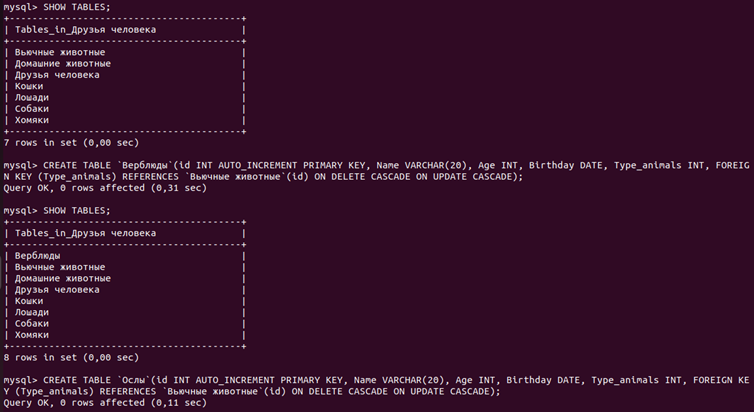 mysql> SHOW TABLES;
+-----------------------------------------+
| Tables_in_Друзья человека               |
+-----------------------------------------+
| Вьючные животные                        |
| Домашние животные                       |
| Друзья человека                         |
| Кошки                                   |
| Лошади                                  |
| Собаки                                  |
| Хомяки                                  |
+-----------------------------------------+
7 rows in set (0,00 sec)
mysql> CREATE TABLE `Верблюды`(id INT AUTO_INCREMENT PRIMARY KEY, Name VARCHAR(20), Age INT, Birthday DATE, Type_animals INT, FOREIG
N KEY (Type_animals) REFERENCES `Вьючные животные`(id) ON DELETE CASCADE ON UPDATE CASCADE);
Query OK, 0 rows affected (0,31 sec)
mysql> SHOW TABLES;
+-----------------------------------------+
| Tables_in_Друзья человека               |
+-----------------------------------------+
| Верблюды                                |
| Вьючные животные                        |
| Домашние животные                       |
| Друзья человека                         |
| Кошки                                   |
| Лошади                                  |
| Собаки                                  |
| Хомяки                                  |
+-----------------------------------------+
8 rows in set (0,00 sec)
mysql> CREATE TABLE `Ослы`(id INT AUTO_INCREMENT PRIMARY KEY, Name VARCHAR(20), Age INT, Birthday DATE, Type_animals INT, FOREIGN KE
Y (Type_animals) REFERENCES `Вьючные животные`(id) ON DELETE CASCADE ON UPDATE CASCADE);
Query OK, 0 rows affected (0,11 sec)